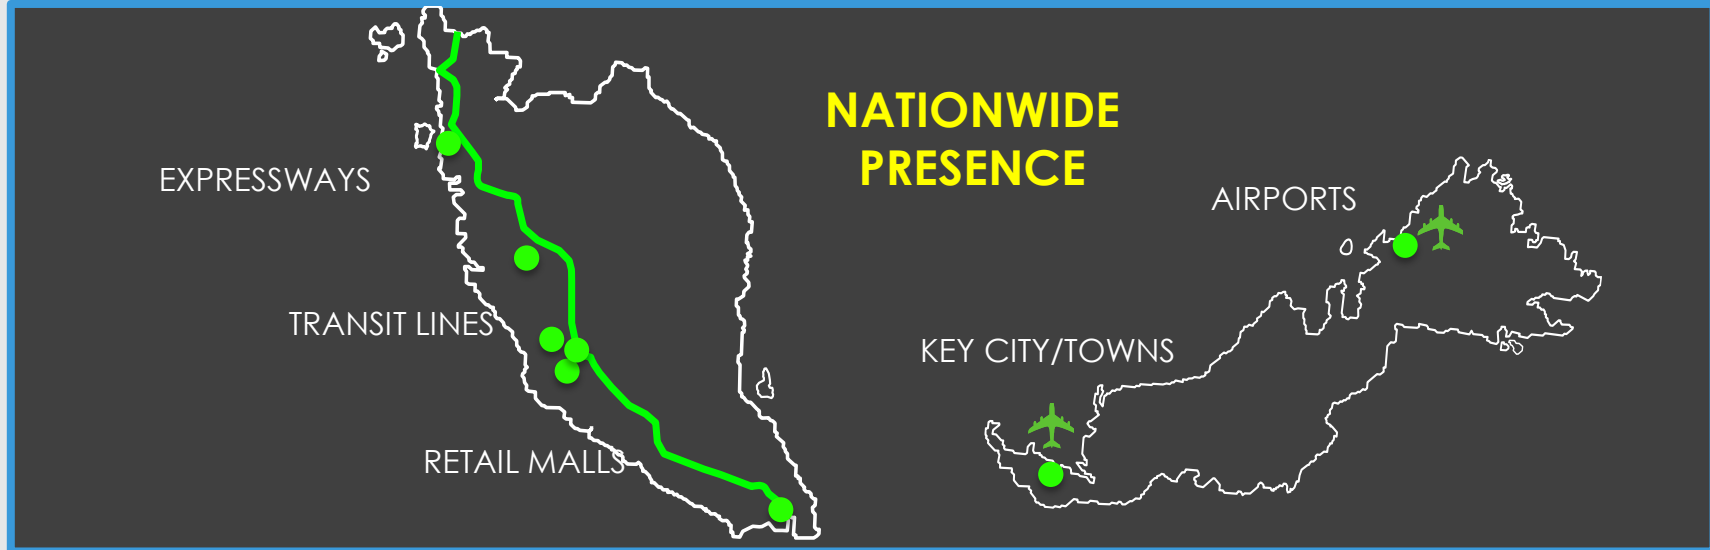 NATIONWIDE
PRESENCE
EXPRESSWAYS
AIRPORTS
TRANSIT LINES
KEY CITY/TOWNS
RETAIL MALLS